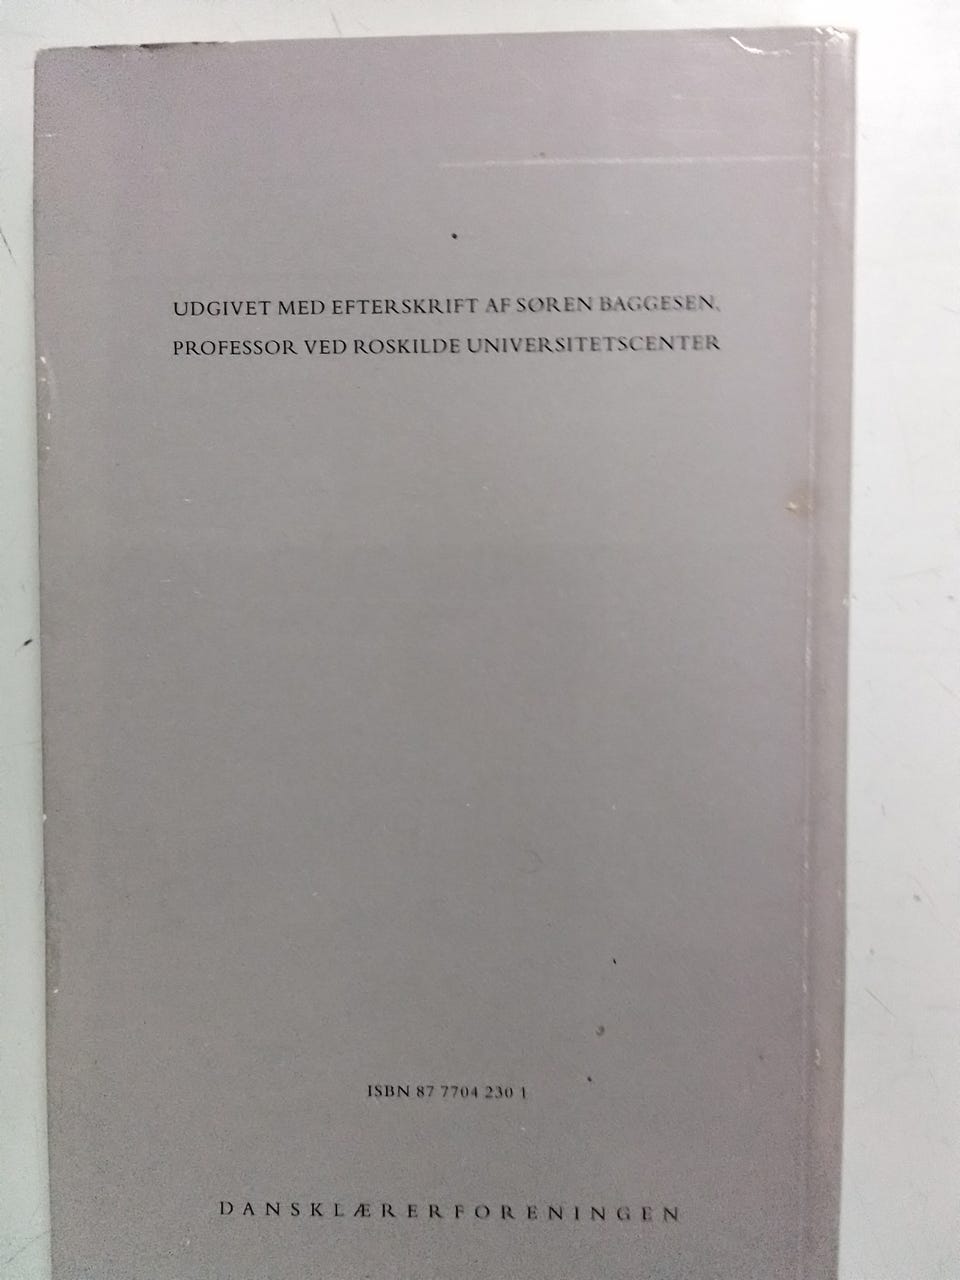 UDGIVET MED EFTERSKRIFT AF SØREN BAGGESEN,
PROFESSOR VED ROSKILDE UNIVERSITETSCENTER
ISBN 87 7704 230 1
DANSKLÆRERFORENINGEN